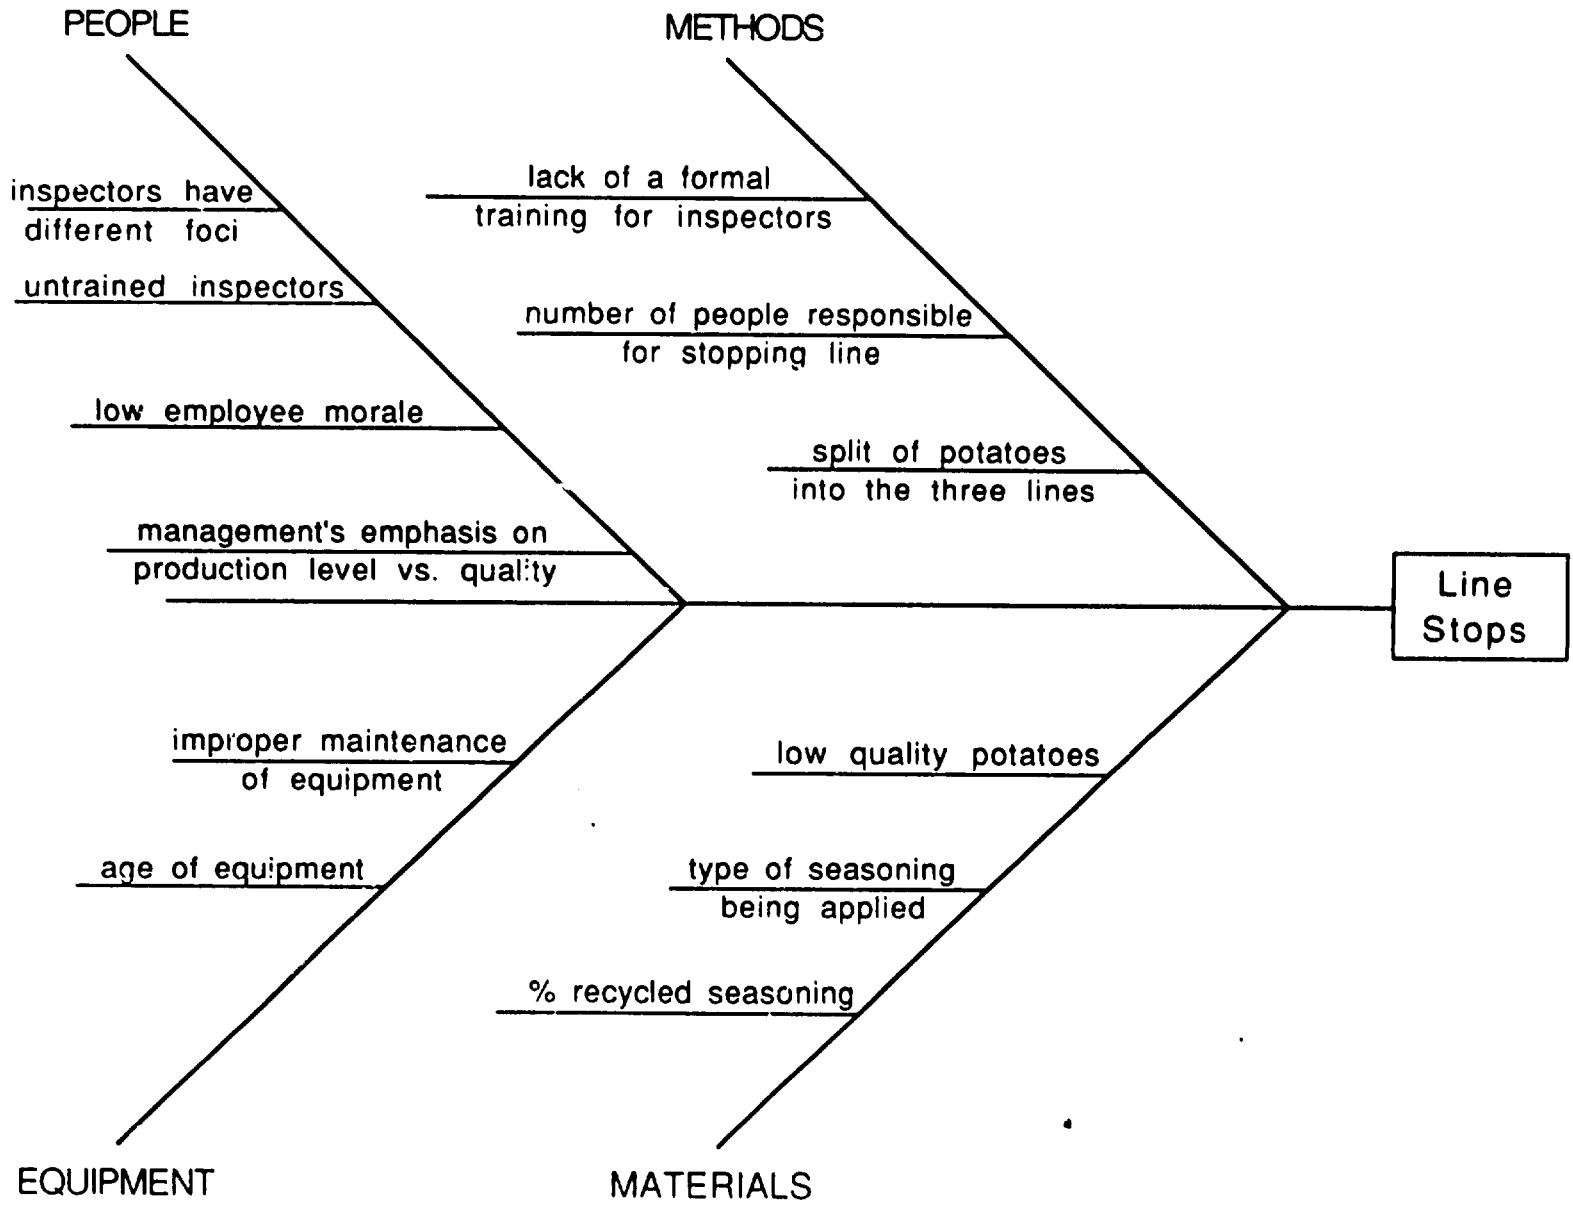 PEOPLE
inspectors have
different foci
untrained inspectors
low employee morale
management's emphasis on
production level vs. quality
METHODS
lack of a formal
training for inspectors
number of people responsible
for stopping line
split of potatoes
into the three lines
Line
Stops
improper maintenance
of equipment
age of equipment
EQUIPMENT
low quality potatoes
type of seasoning
being applied
% recycled seasoning
MATERIALS